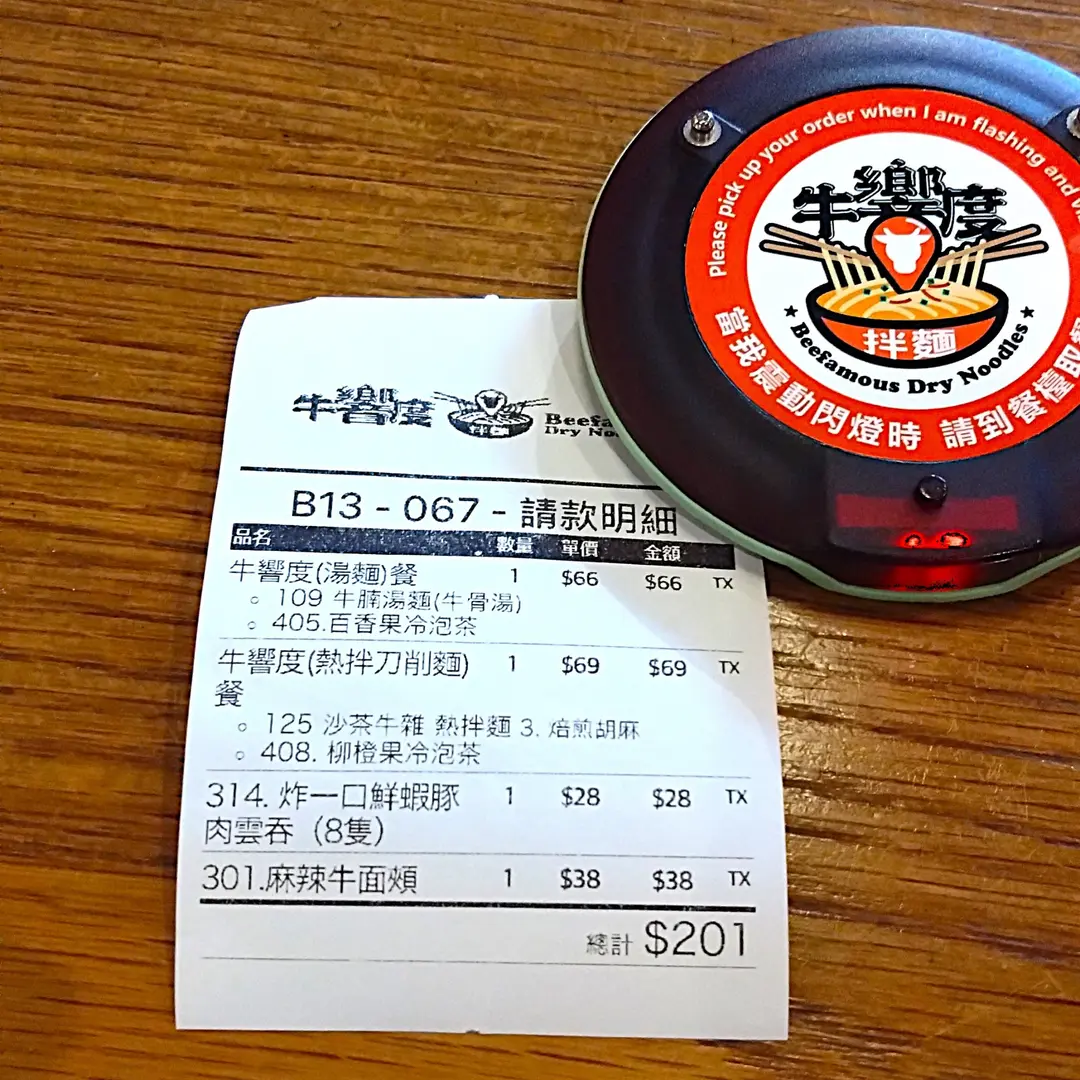 Please pick up your order when I am flashing and
牛響度
拌麵
★ Beefamous Dry Noodles ★
當我震動閃燈時 請到餐檯取
牛響度
拌麵
Dry
B13 - 067 - 請款明細
品名 數量 單價 金額
牛響度(湯麵)餐 1 $66 $66 TX
○ 109 牛腩湯麵(牛骨湯)
○ 405.百香果冷泡茶
牛響度(熱拌刀削麵) 1 $69 $69 TX
餐
○ 125 沙茶牛雜 熱拌麵 3. 焙煎胡麻
○ 408. 柳橙果冷泡茶
314. 炸一口鮮蝦豚 1 $28 $28 TX
肉雲吞（8隻）
301.麻辣牛面頰 1 $38 $38 TX
總計 $201